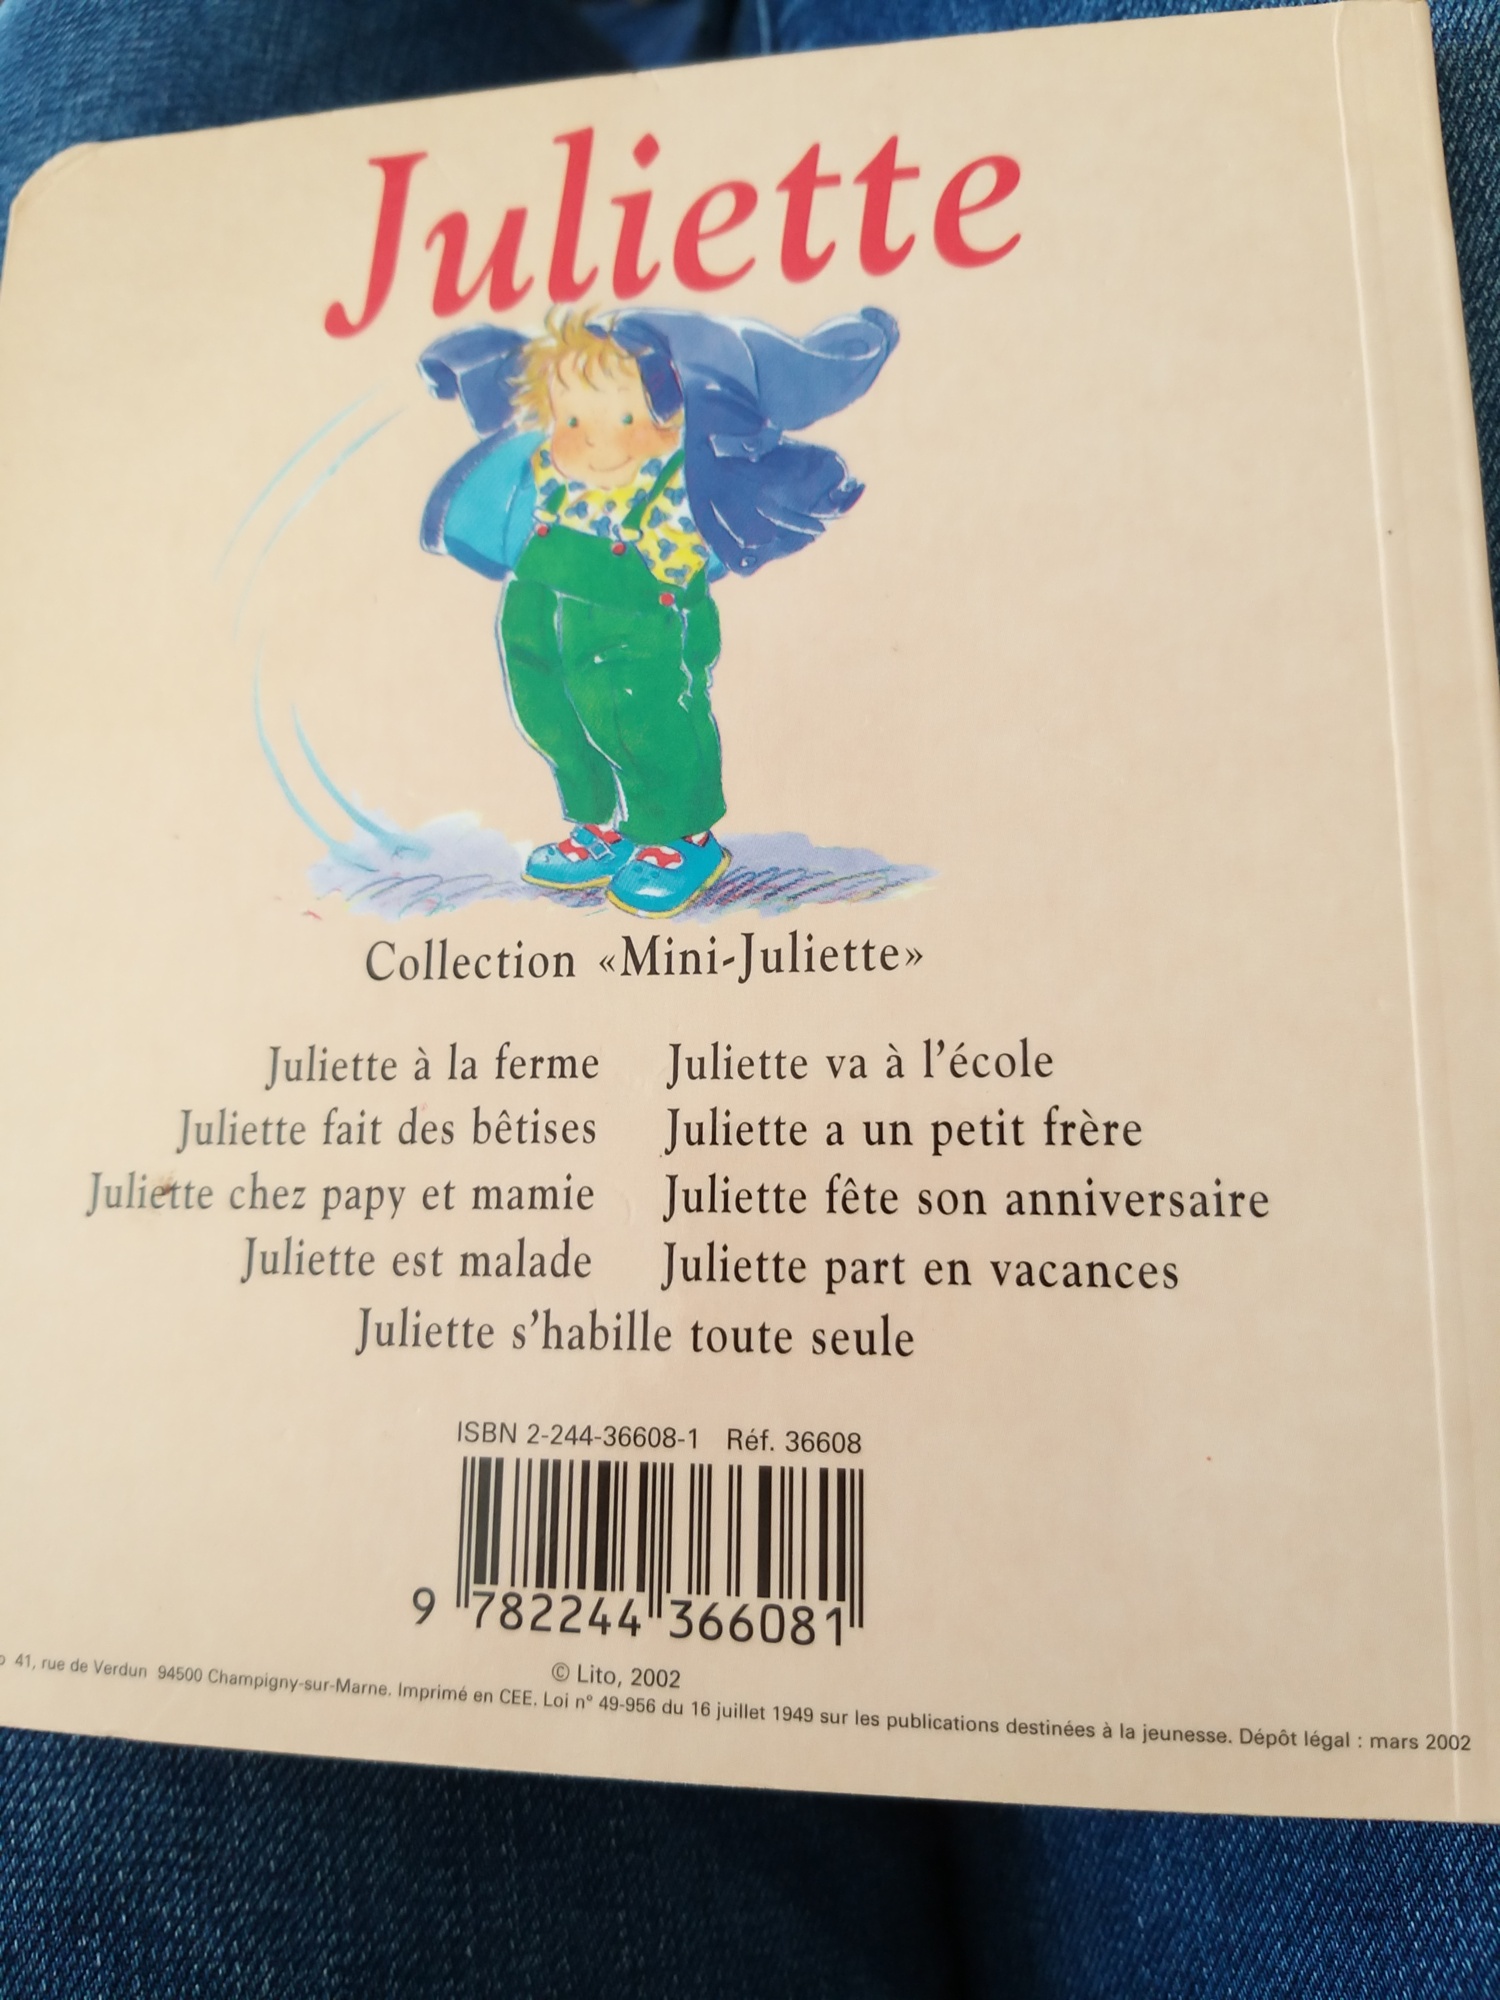 Juliette
Collection «Mini-Juliette»
Juliette à la ferme
Juliette va à l'école
Juliette fait des bêtises
Juliette a un petit frère
Juliette chez papy et mamie
Juliette fête son anniversaire
Juliette est malade
Juliette part en vacances
Juliette s'habille toute seule
ISBN 2-244-36608-1 Réf. 36608
9 782244 366081
© Lito, 2002
41, rue de Verdun 94500 Champigny-sur-Marne. Imprimé en CEE. Loi n° 49-956 du 16 juillet 1949 sur les publications destinées à la jeunesse. Dépôt légal : mars 2002